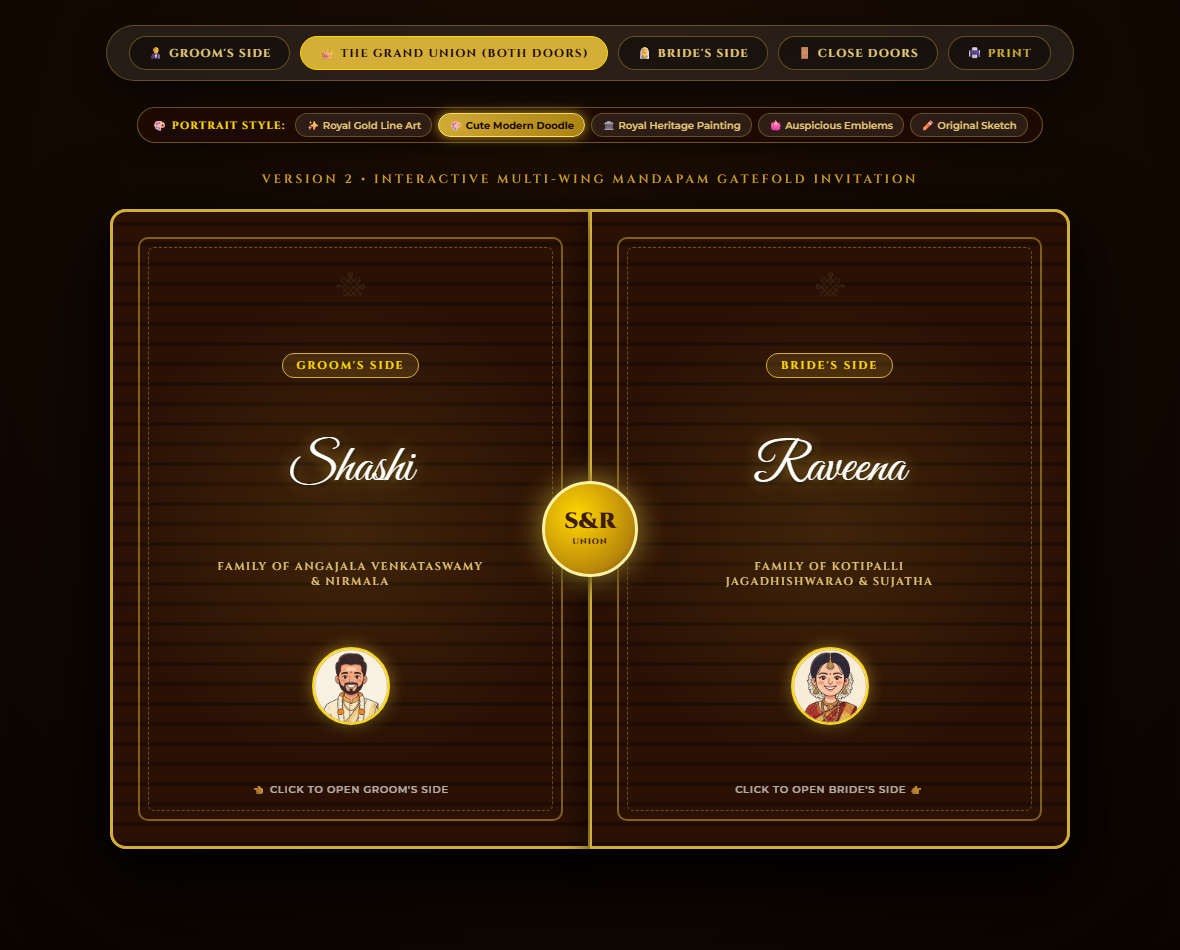 GROOM'S SIDE
THE GRAND UNION (BOTH DOORS)
BRIDE'S SIDE
CLOSE DOORS
PRINT
PORTRAIT STYLE:
Royal Gold Line Art
Cute Modern Doodle
Royal Heritage Painting
Auspicious Emblems
Original Sketch
VERSION 2 • INTERACTIVE MULTI-WING MANDAPAM GATEFOLD INVITATION
GROOM'S SIDE
Shashi
FAMILY OF ANGAJALA VENKATASWAMY
& NIRMALA
CLICK TO OPEN GROOM'S SIDE
S&R
UNION
BRIDE'S SIDE
Raveena
FAMILY OF KOTIPALLI
JAGADHISHWARAO & SUJATHA
CLICK TO OPEN BRIDE'S SIDE